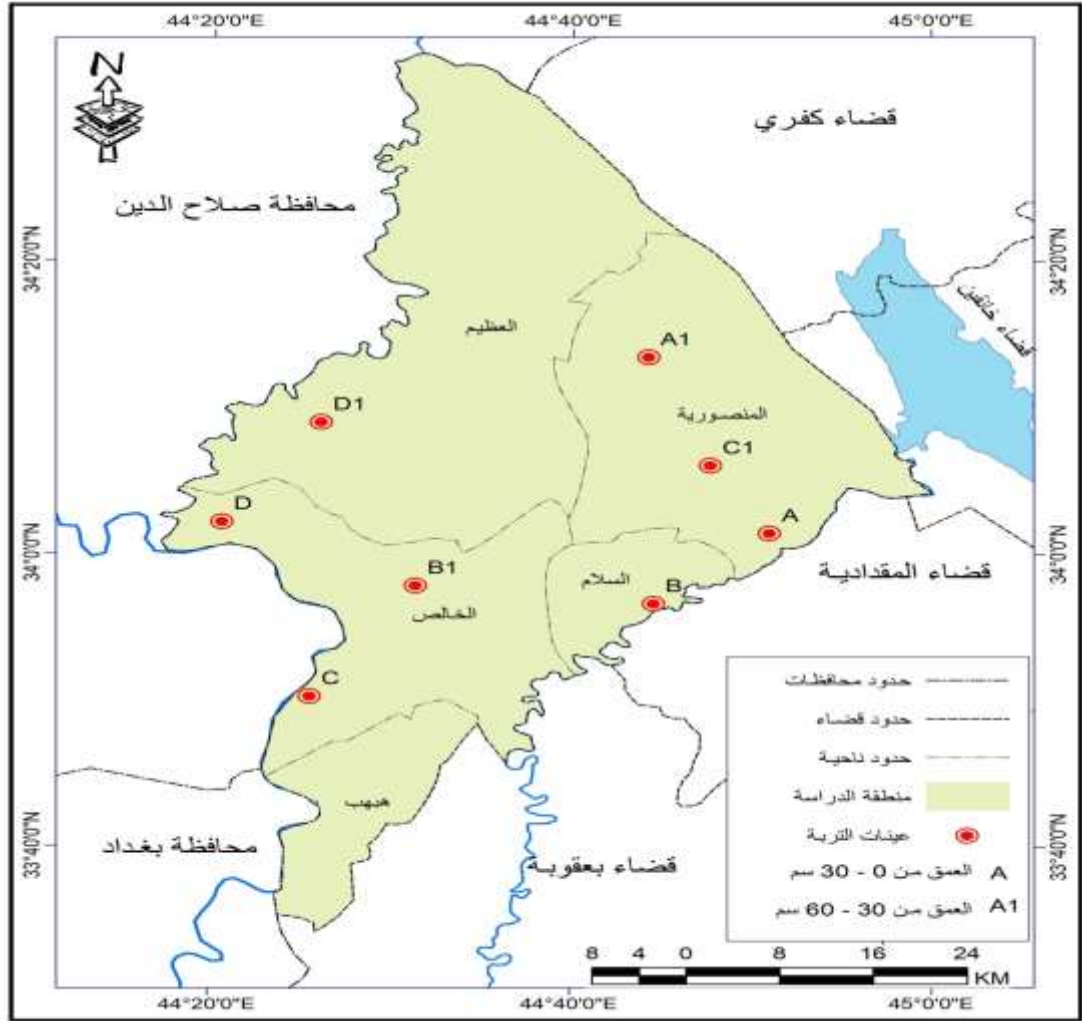 44°20'0"E 44°40'0"E 45°0'0"E
N
قضاء كفري
محافظة صلاح الدين
34°20'0"N 34°20'0"N
قضاء خانقين
العظيم
A1
المنصورية
D1
C1
D
A
34°0'0"N 34°0'0"N
قضاء المقدادية
B1
السلام
B
الخالص
C
حدود محافظات
حدود قضاء
حدود ناحية
منطقة الدراسة
عينات التربة
A العمق من 0 - 30 سم
A1 العمق من 30 - 60 سم
هبهب
محافظة بغداد
قضاء بعقوبة
33°40'0"N 33°40'0"N
8 4 0 8 16 24
KM
44°20'0"E 44°40'0"E 45°0'0"E